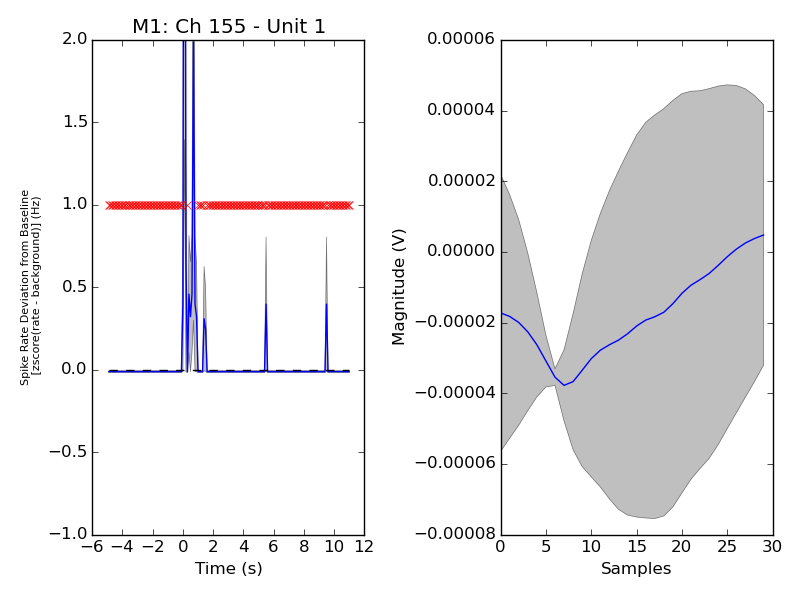 M1: Ch 155 - Unit 1
2.0
1.5
1.0
0.5
0.0
−0.5
−1.0
−6 −4 −2 0 2 4 6 8 10 12
Time (s)
Spike Rate Deviation from Baseline
[zscore(rate - background)] (Hz)
0.00006
0.00004
0.00002
0.00000
−0.00002
−0.00004
−0.00006
−0.00008
0 5 10 15 20 25 30
Samples
Magnitude (V)